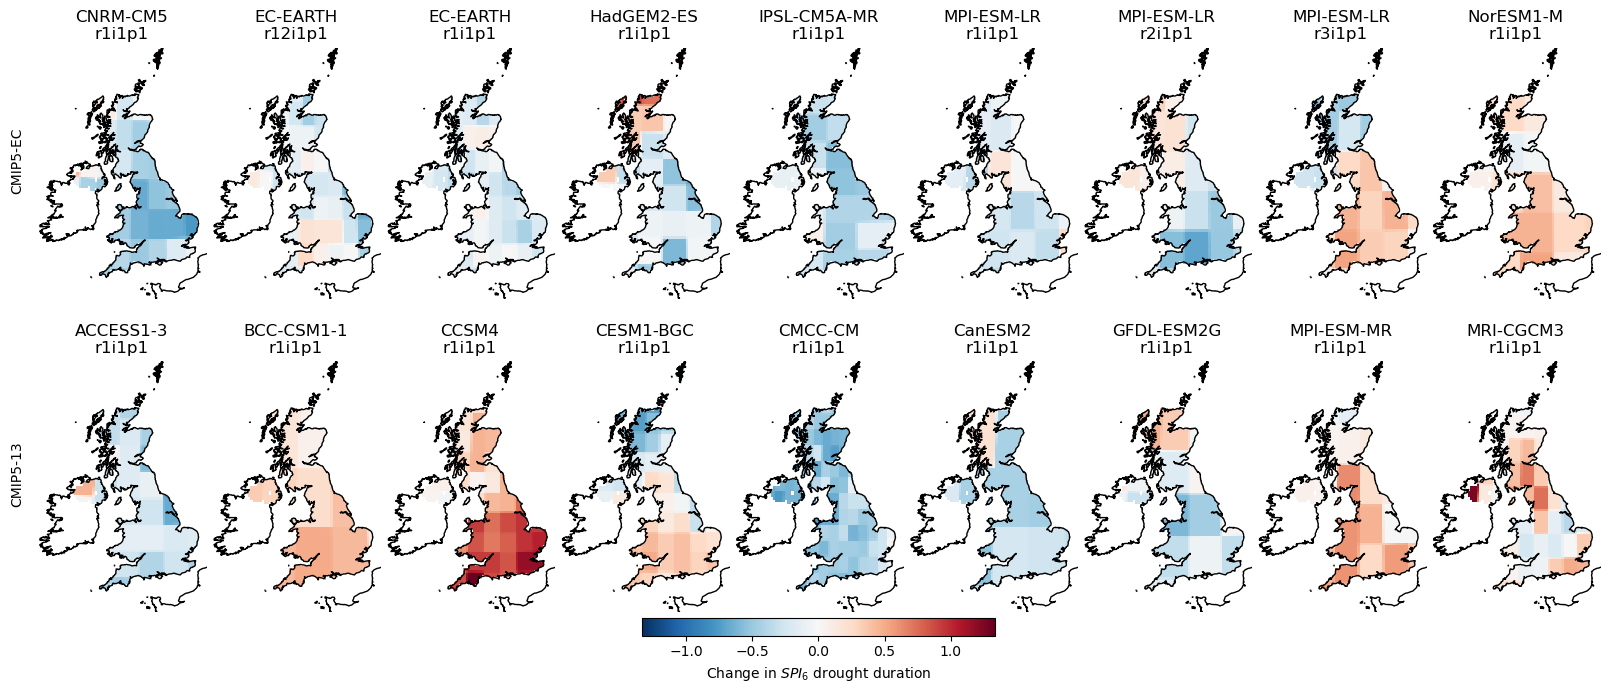 CNRM-CM5 EC-EARTH EC-EARTH HadGEM2-ES IPSL-CM5A-MR MPI-ESM-LR MPI-ESM-LR MPI-ESM-LR NorESM1-M
r1i1p1 r12i1p1 r1i1p1 r1i1p1 r1i1p1 r1i1p1 r2i1p1 r3i1p1 r1i1p1
CMIP5-EC
ACCESS1-3 BCC-CSM1-1 CCSM4 CESM1-BGC CMCC-CM CanESM2 GFDL-ESM2G MPI-ESM-MR MRI-CGCM3
r1i1p1 r1i1p1 r1i1p1 r1i1p1 r1i1p1 r1i1p1 r1i1p1 r1i1p1 r1i1p1
CMIP5-13
−1.0 −0.5 0.0 0.5 1.0
Change in SPI₆ drought duration